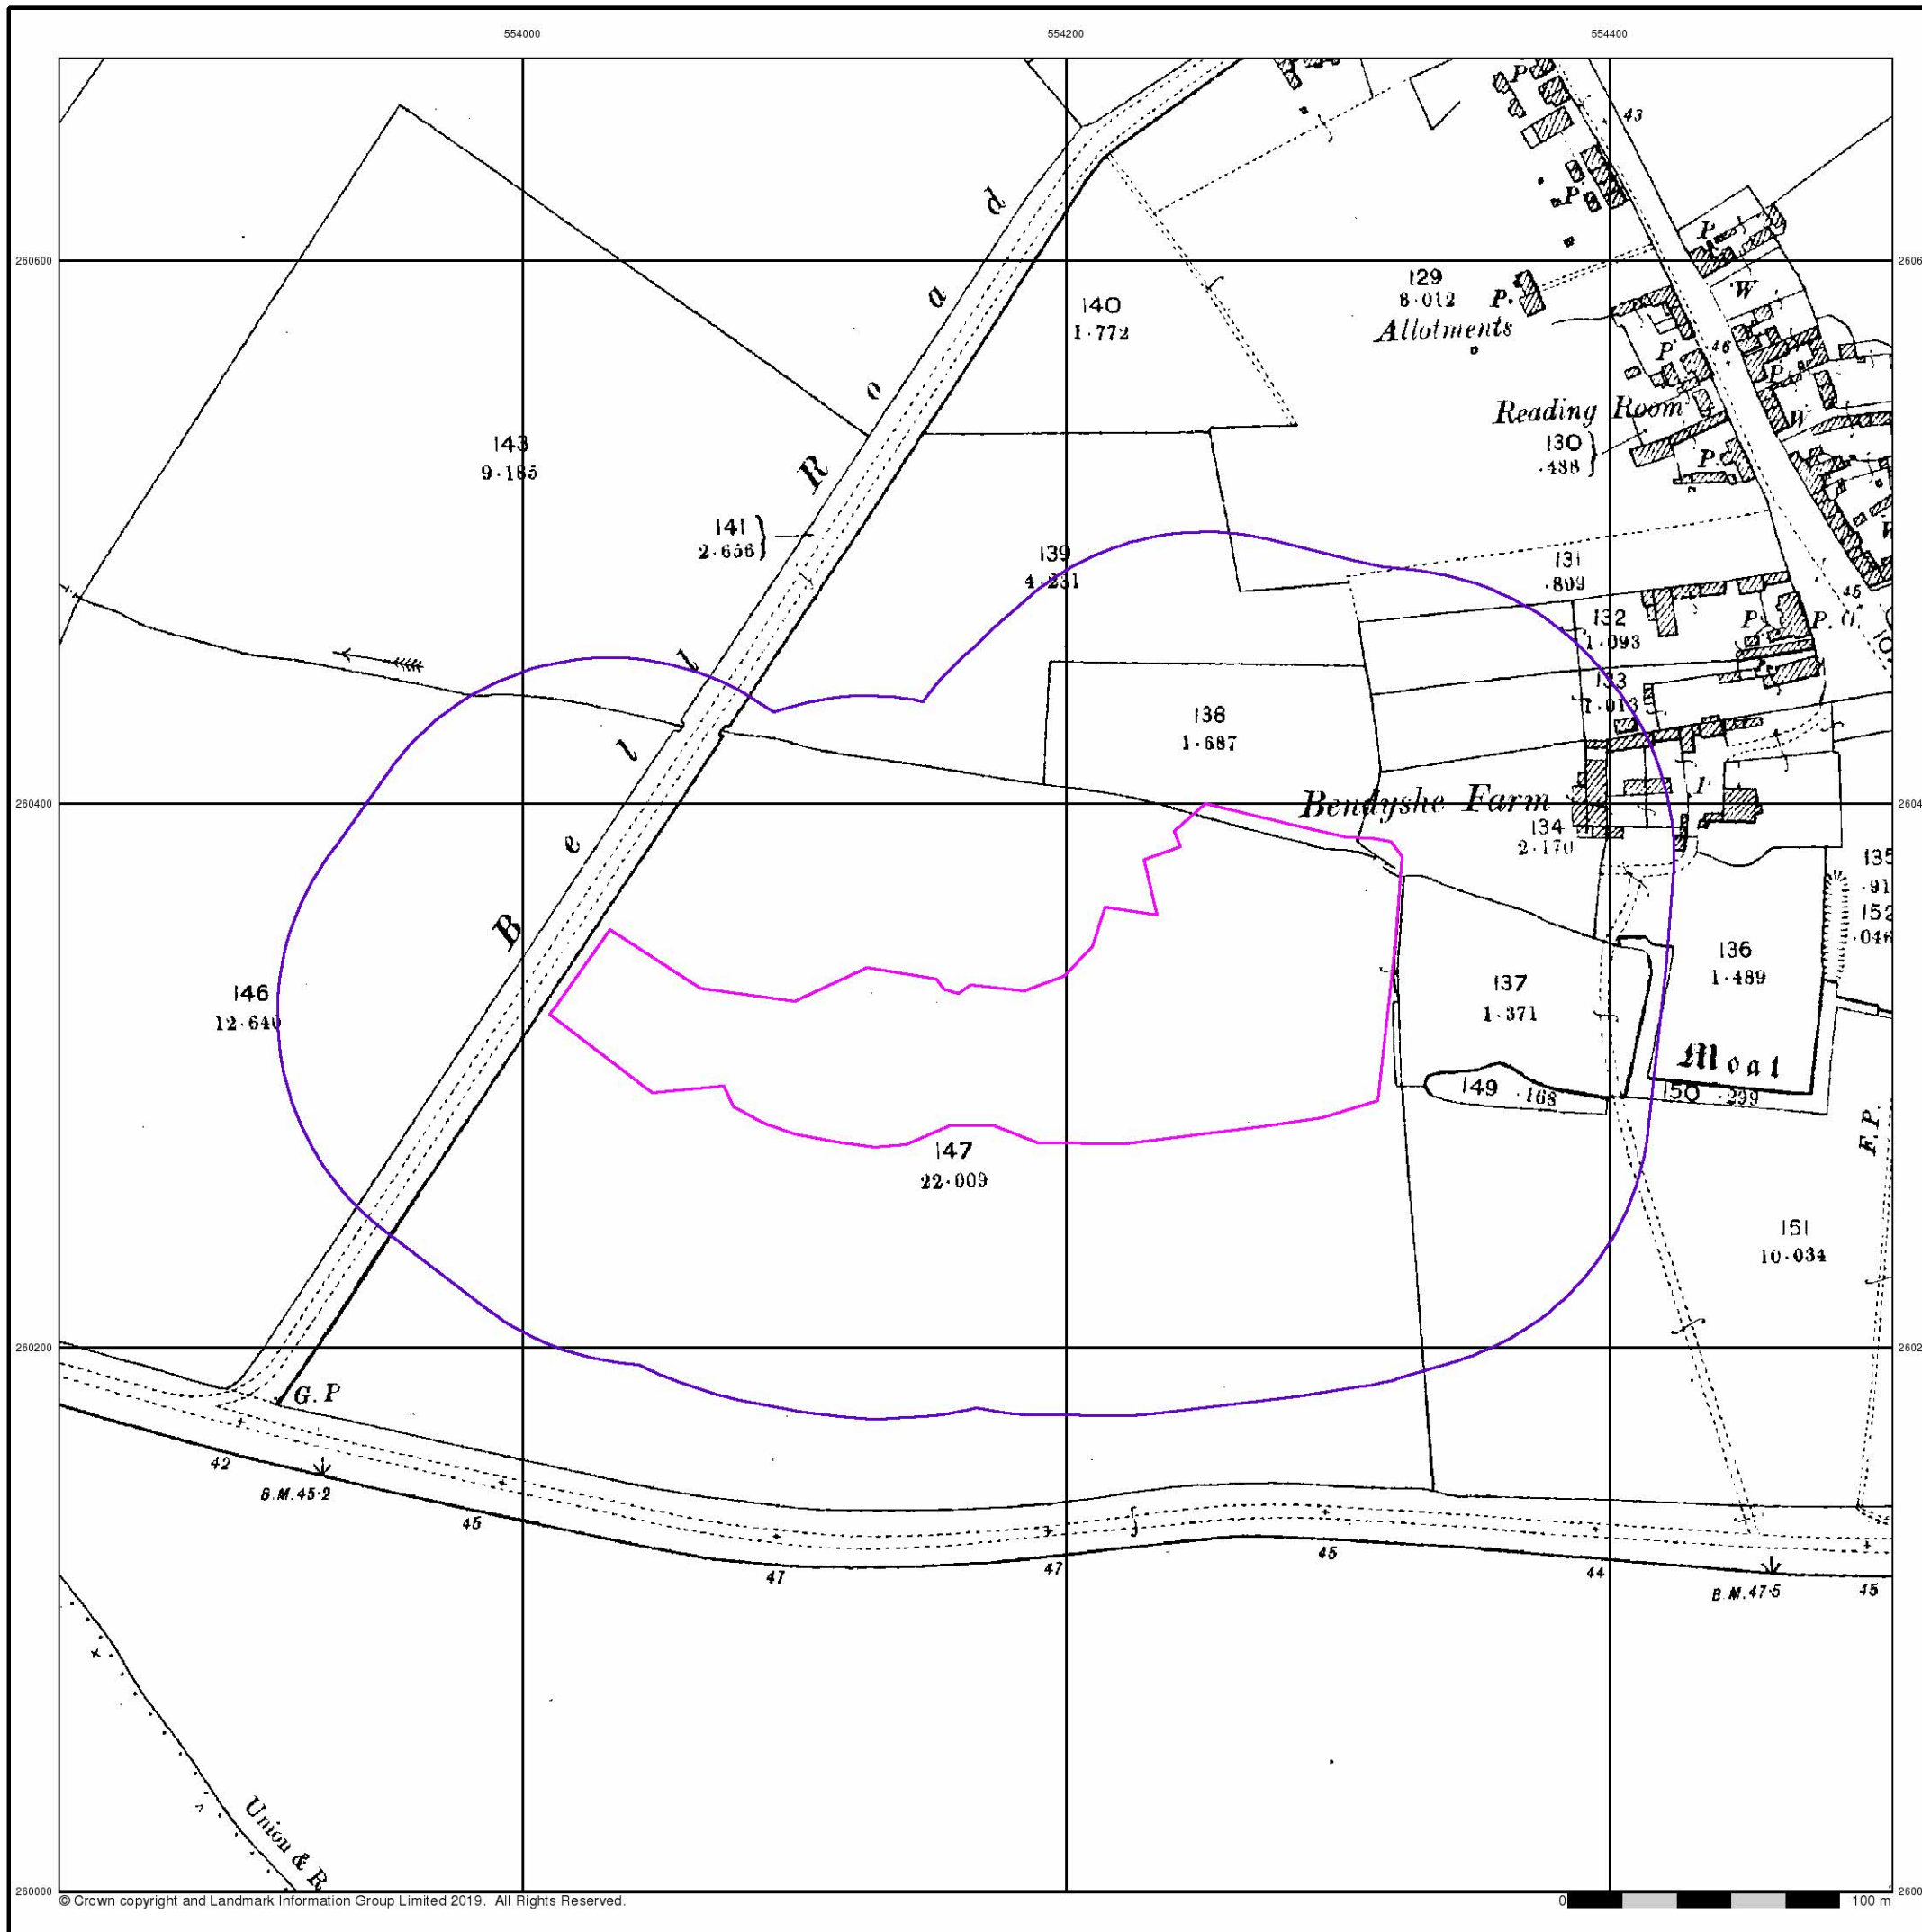 554000
554200
554400
260600
260400
260200
260000
43
P
P
P
W
129
8·012
P.
Allotments
140
1·772
46
P
P
Reading Room
130
·488
W
P.
143
9·185
141
2·656
Bell Road
139
4·231
131
·809
45
132
1·093
P
133
1·013
138
1·687
Bendyshe Farm
134
2·170
135
·91
152
·046
136
1·489
137
1·371
146
12·640
Moat
149 ·168
150 ·299
F.P.
147
22·009
151
10·034
G.P
42
B.M.45·2
45
47
47
45
44
B.M.47·5
45
Union & R
© Crown copyright and Landmark Information Group Limited 2019. All Rights Reserved.
0
100 m